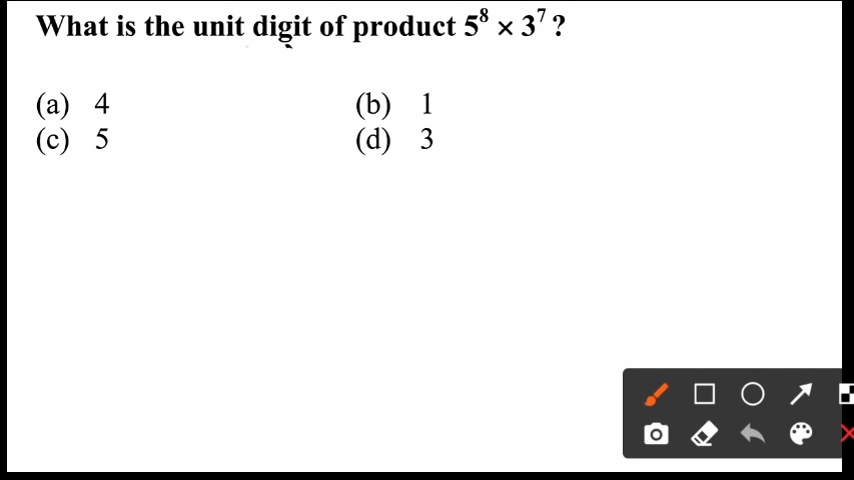 What is the unit digit of product 5⁸ × 3⁷ ?
(a) 4 (b) 1
(c) 5 (d) 3